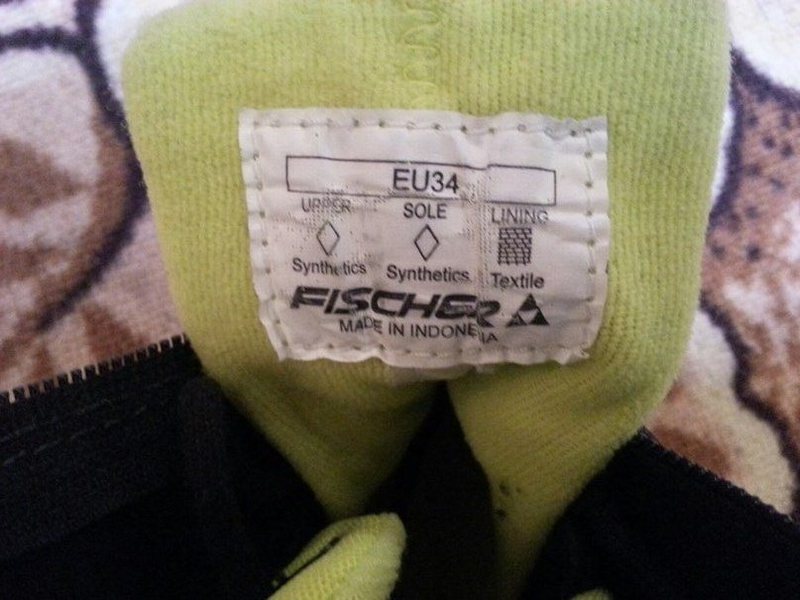 EU34
UPPER SOLE LINING
Synthetics Synthetics Textile
FISCHER
MADE IN INDONESIA